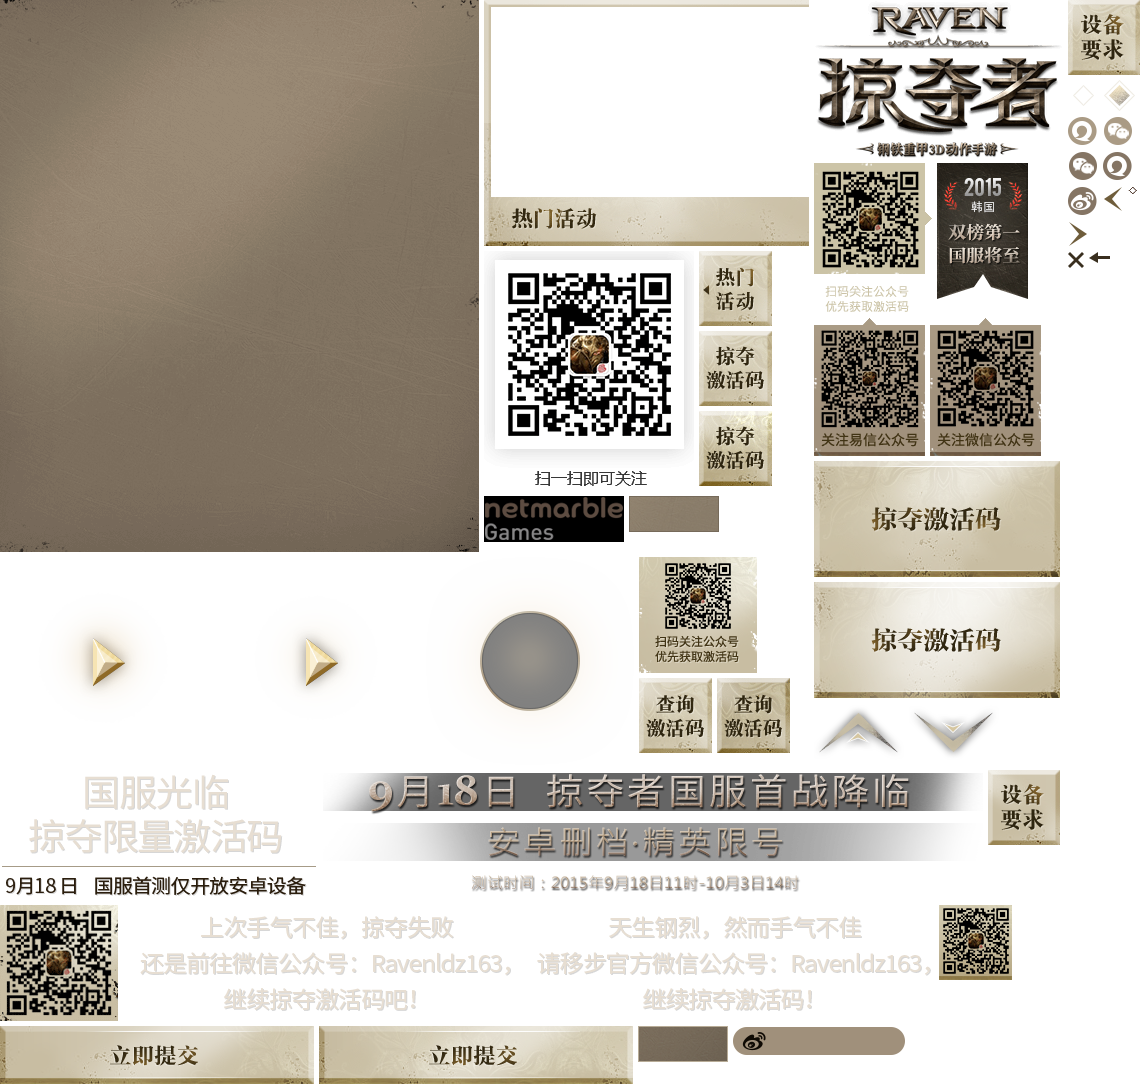 RAVEN
掠夺者
钢铁重甲3D动作手游
设备
要求
热门活动
热门
活动
掠夺
激活码
掠夺
激活码
扫一扫即可关注
netmarble
Games
2015
韩国
双榜第一
国服将至
扫码关注公众号
优先获取激活码
关注易信公众号
关注微信公众号
掠夺激活码
掠夺激活码
扫码关注公众号
优先获取激活码
查询
激活码
查询
激活码
国服光临
掠夺限量激活码
9月18日 国服首测仅开放安卓设备
9月18日 掠夺者国服首战降临
安卓删档·精英限号
测试时间：2015年9月18日11时-10月3日14时
设备
要求
上次手气不佳，掠夺失败
还是前往微信公众号：Ravenldz163，
继续掠夺激活码吧！
天生钢烈，然而手气不佳
请移步官方微信公众号：Ravenldz163，
继续掠夺激活码！
立即提交
立即提交